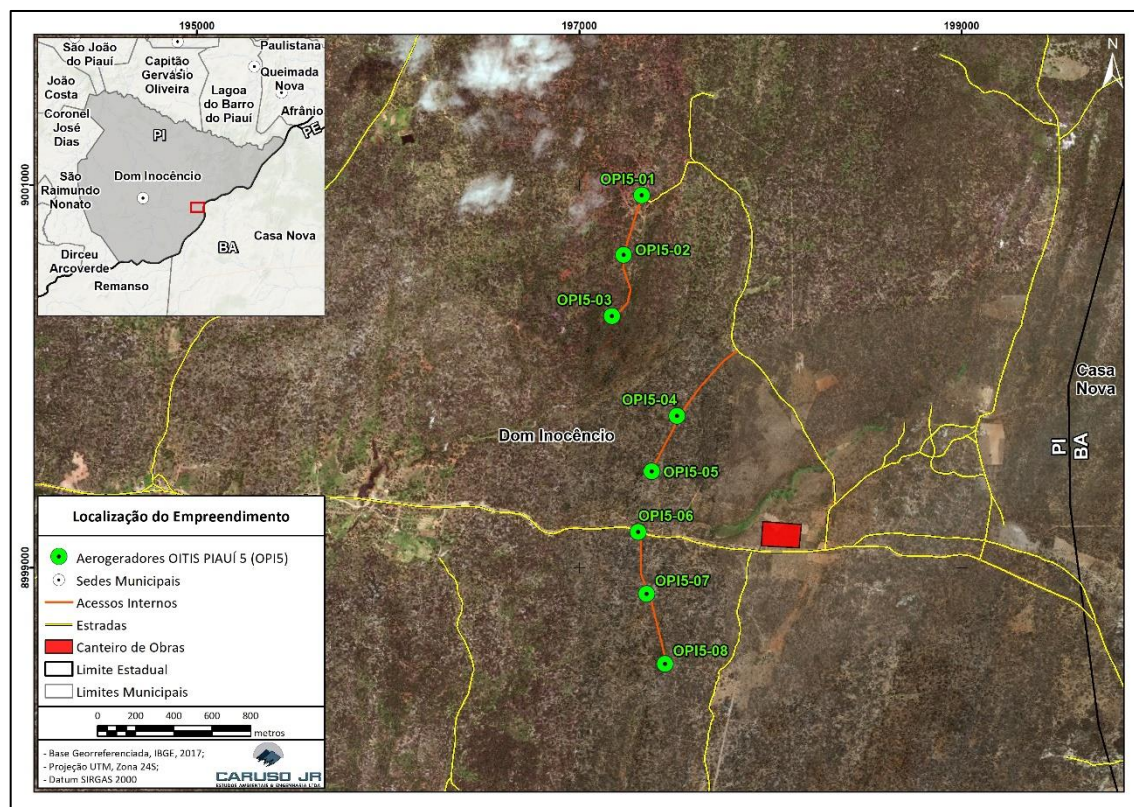 195000
197000
199000
9001000
8999000
São João
do Piauí
Capitão
Gervásio
Oliveira
Paulistana
Queimada
Nova
João
Costa
Lagoa
do Barro
do Piauí
Afrânio
Coronel
José
Dias
PI
PE
Dom Inocêncio
São
Raimundo
Nonato
BA
Casa Nova
Dirceu
Arcoverde
Remanso
N
OPI5-01
OPI5-02
OPI5-03
OPI5-04
Casa
Nova
Dom Inocêncio
PI
BA
OPI5-05
OPI5-06
OPI5-07
OPI5-08
Localização do Empreendimento
Aerogeradores OITIS PIAUÍ 5 (OPI5)
Sedes Municipais
Acessos Internos
Estradas
Canteiro de Obras
Limite Estadual
Limites Municipais
0 200 400 600 800
metros
- Base Georreferenciada, IBGE, 2017;
- Projeção UTM, Zona 24S;
- Datum SIRGAS 2000
CARUSO JR
ESTUDOS AMBIENTAIS & ENGENHARIA LTDA